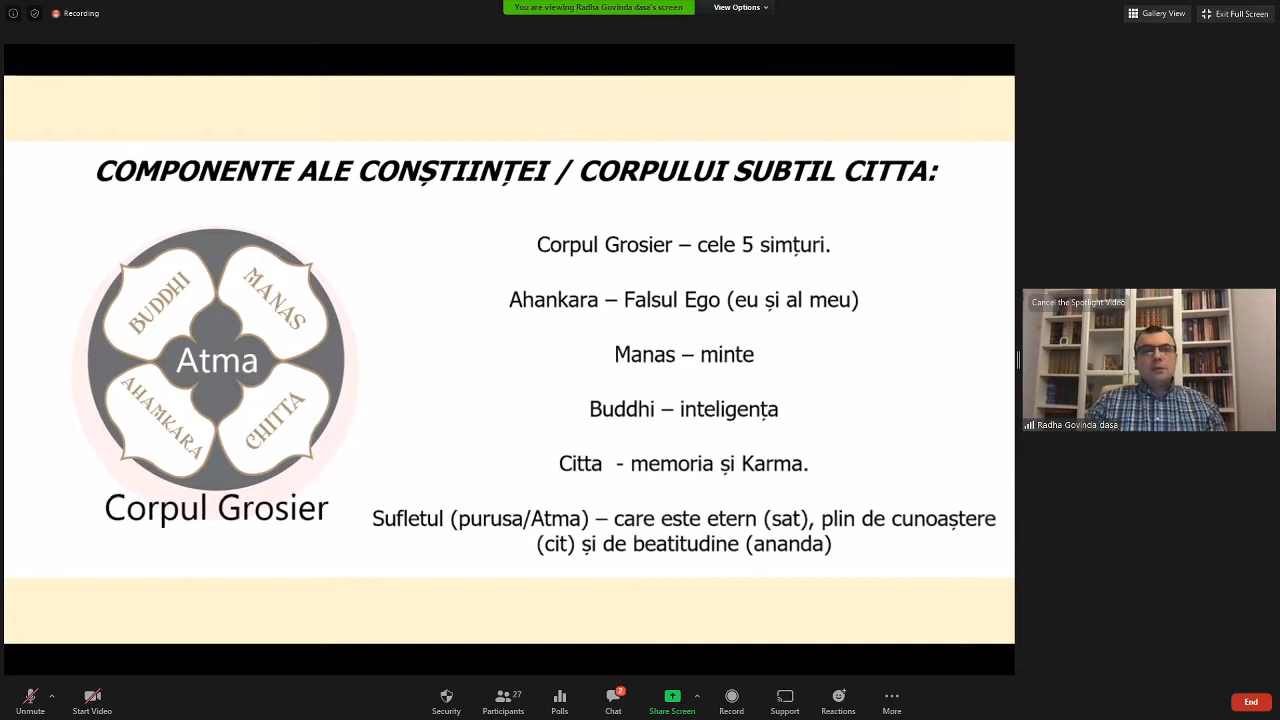 Recording
You are viewing Radha Govinda dasa's screen
View Options
Gallery View
Exit Full Screen
COMPONENTE ALE CONȘTIINȚEI / CORPULUI SUBTIL CITTA:
BUDDHI
MANAS
Atma
AHAMKARA
CHITTA
Corpul Grosier
Corpul Grosier – cele 5 simțuri.
Ahankara – Falsul Ego (eu și al meu)
Manas – minte
Buddhi – inteligența
Citta - memoria și Karma.
Sufletul (purusa/Atma) – care este etern (sat), plin de cunoaștere
(cit) și de beatitudine (ananda)
Cancel the Spotlight Video
Radha Govinda dasa
Unmute
Start Video
Security
Participants
27
Polls
Chat
2
Share Screen
Record
Support
Reactions
More
End